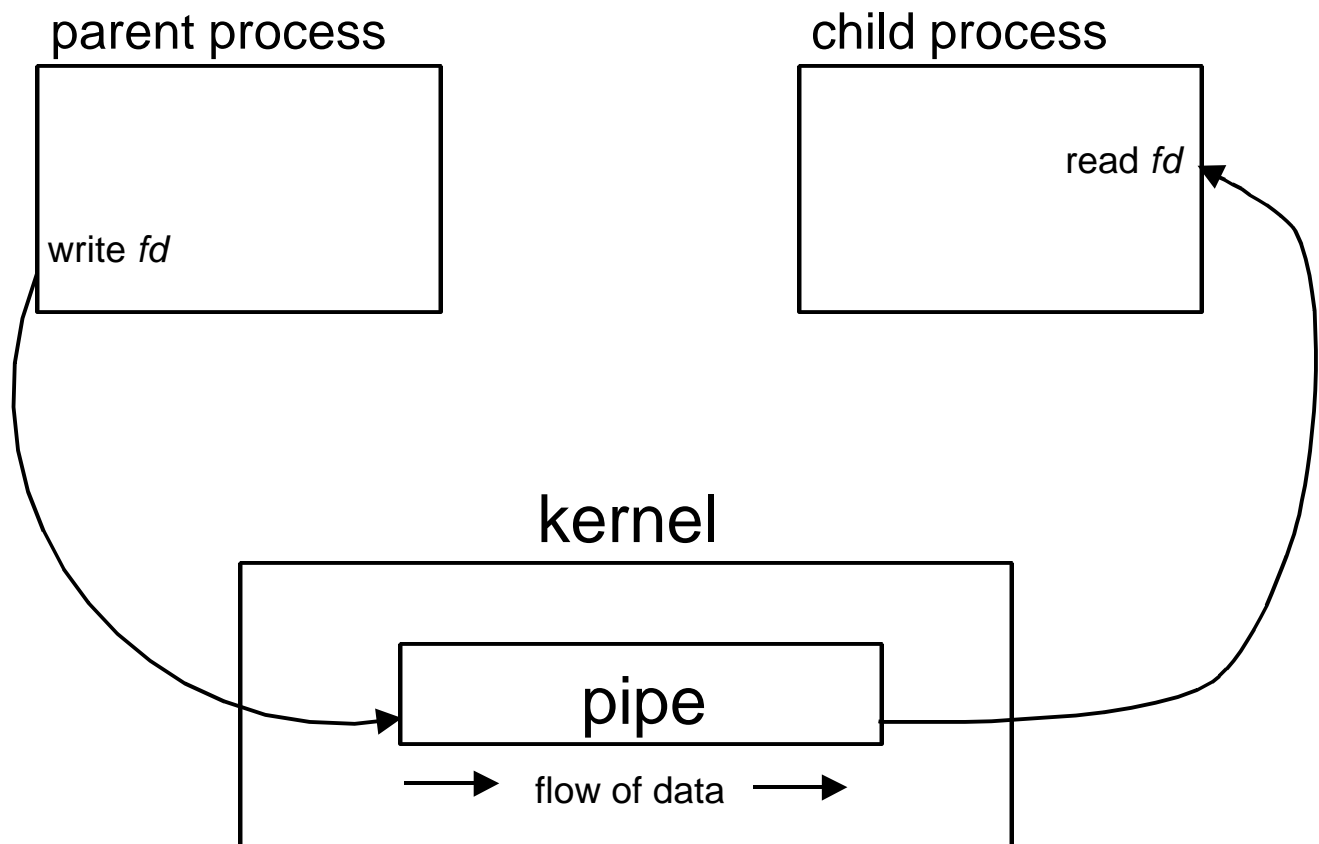 parent process
child process
read fd
write fd
kernel
pipe
flow of data